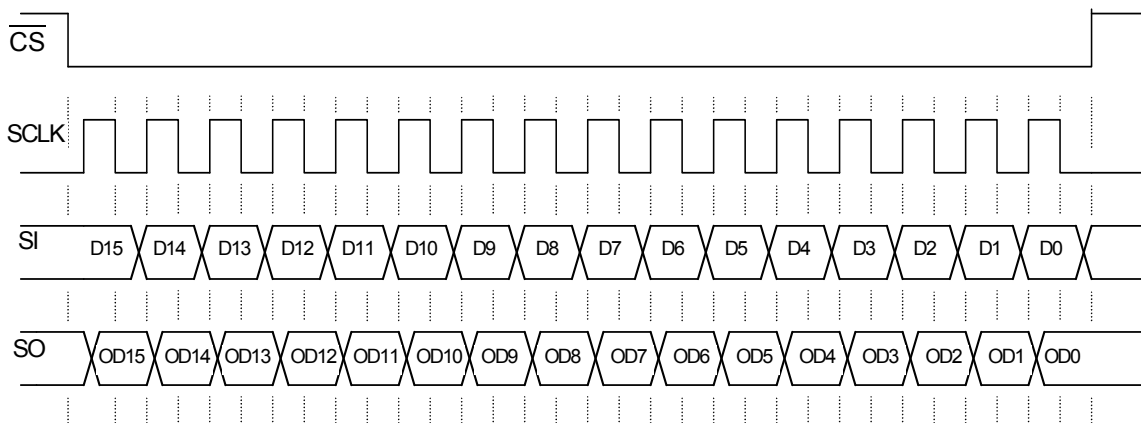 CS
SCLK
SI D15 D14 D13 D12 D11 D10 D9 D8 D7 D6 D5 D4 D3 D2 D1 D0
SO OD15 OD14 OD13 OD12 OD11 OD10 OD9 OD8 OD7 OD6 OD5 OD4 OD3 OD2 OD1 OD0